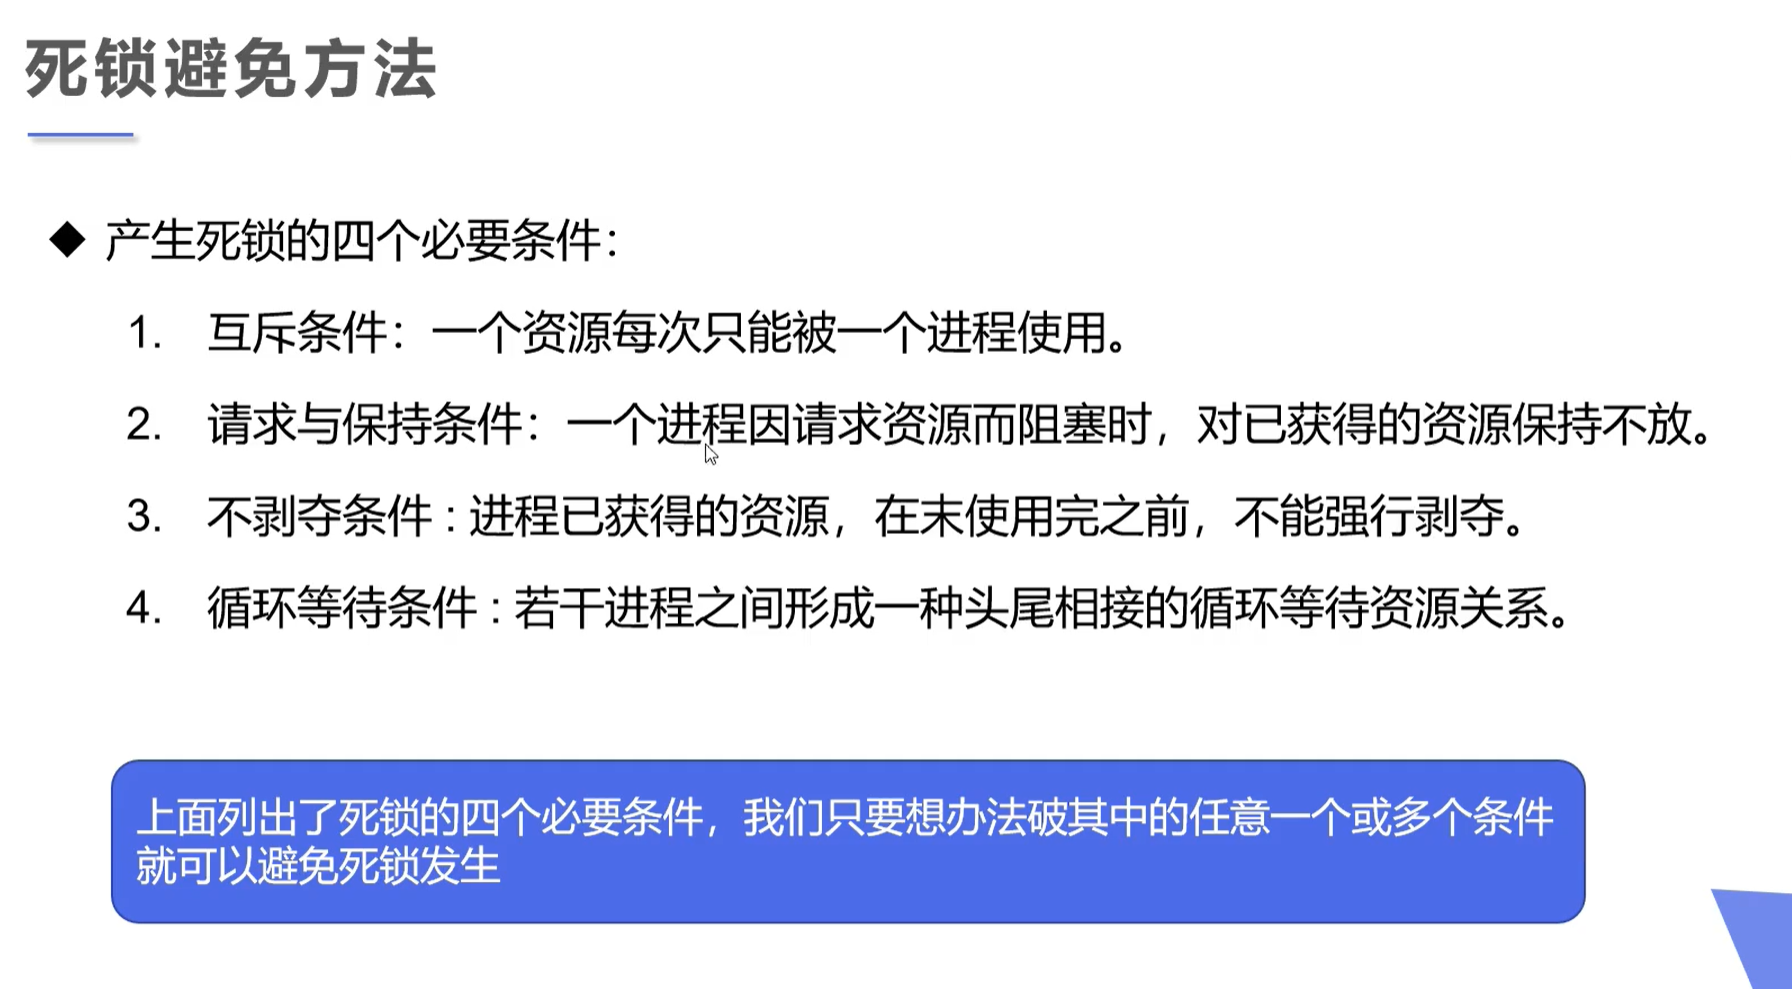 死锁避免方法
◆ 产生死锁的四个必要条件：
1. 互斥条件：一个资源每次只能被一个进程使用。
2. 请求与保持条件：一个进程因请求资源而阻塞时，对已获得的资源保持不放。
3. 不剥夺条件 : 进程已获得的资源，在末使用完之前，不能强行剥夺。
4. 循环等待条件 : 若干进程之间形成一种头尾相接的循环等待资源关系。
上面列出了死锁的四个必要条件，我们只要想办法破其中的任意一个或多个条件
就可以避免死锁发生